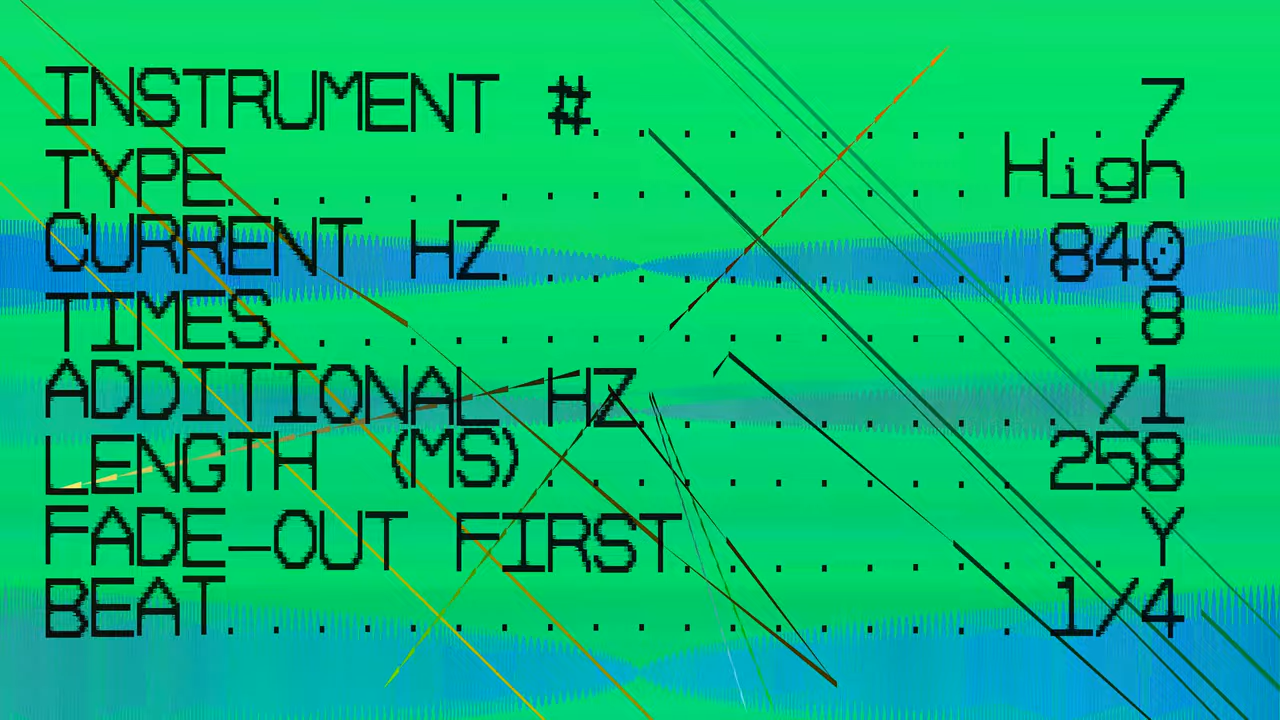 INSTRUMENT #. . . . . . . . . . . . 7
TYPE. . . . . . . . . . . . . . . . . High
CURRENT HZ. . . . . . . . . . . . 840
TIMES. . . . . . . . . . . . . . . . . . . 8
ADDITIONAL HZ. . . . . . . . . . 71
LENGTH (MS). . . . . . . . . . . 258
FADE-OUT FIRST. . . . . . . . . . Y
BEAT. . . . . . . . . . . . . . . . . . 1/4